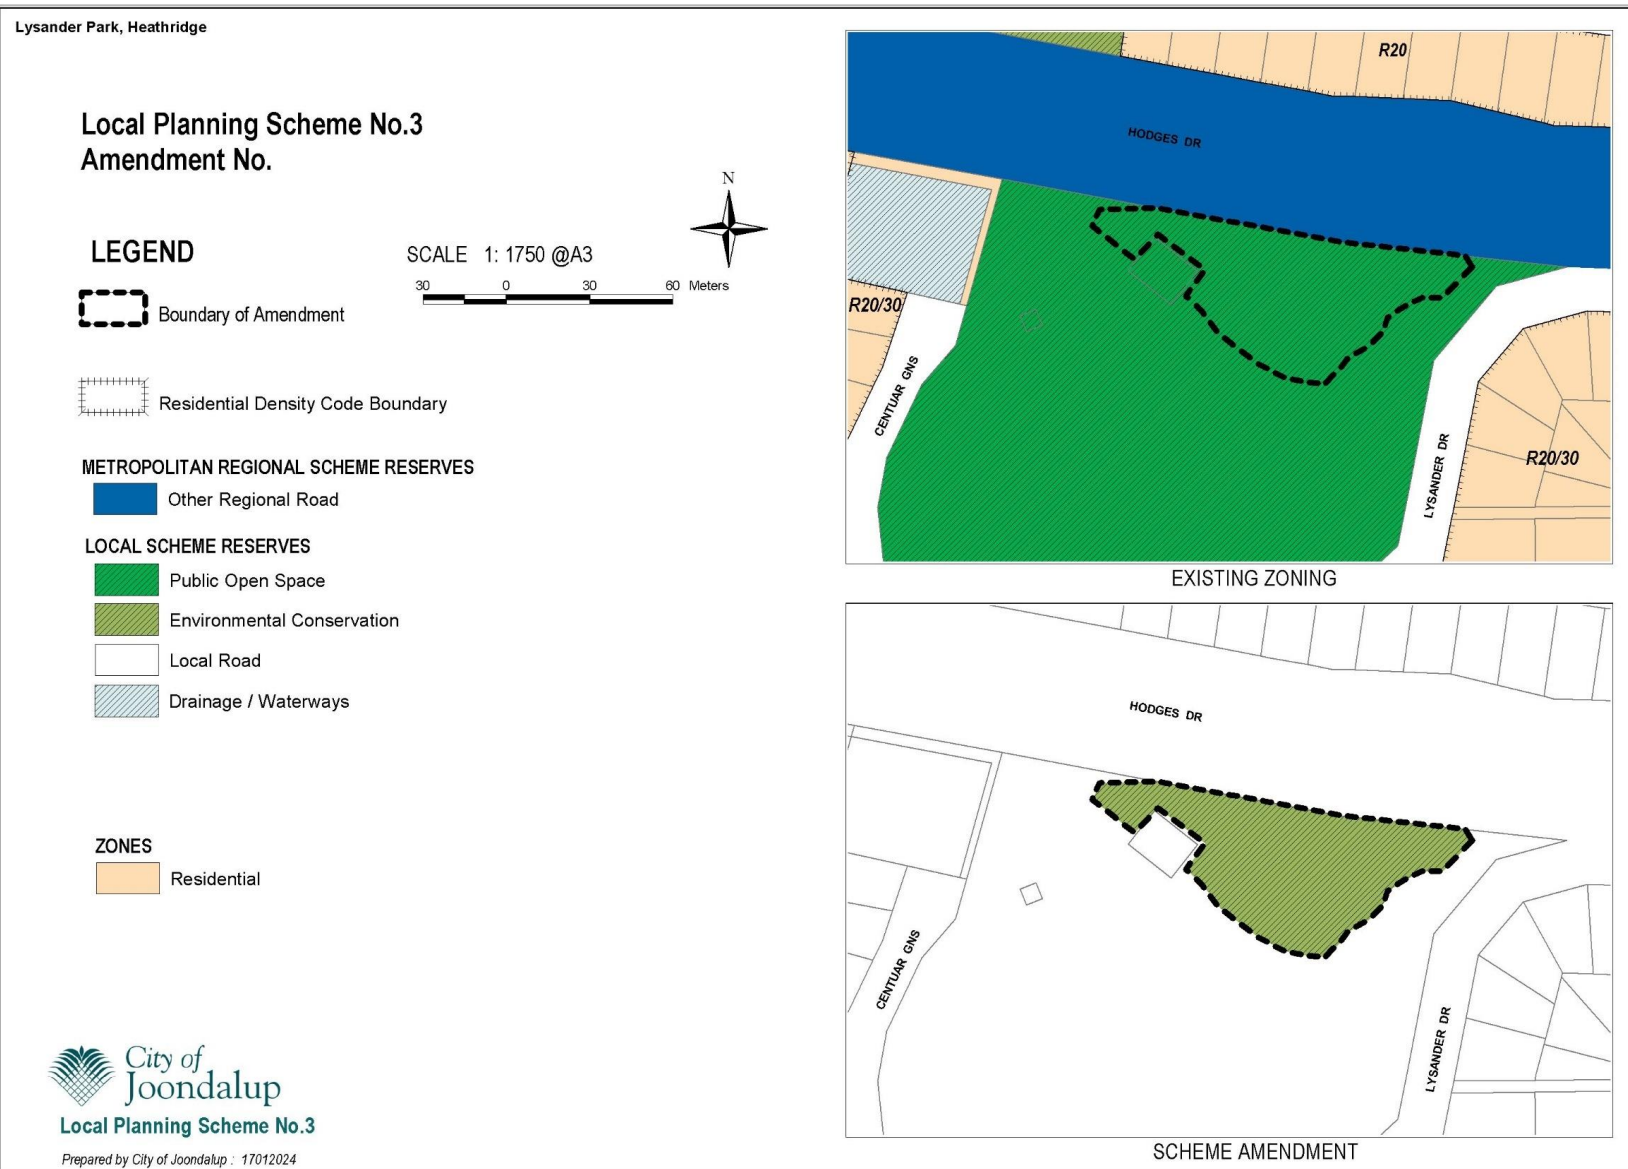 Lysander Park, Heathridge
Local Planning Scheme No.3
Amendment No.
LEGEND
SCALE 1: 1750 @A3
N
30 0 30 60 Meters
Boundary of Amendment
Residential Density Code Boundary
METROPOLITAN REGIONAL SCHEME RESERVES
Other Regional Road
LOCAL SCHEME RESERVES
Public Open Space
Environmental Conservation
Local Road
Drainage / Waterways
ZONES
Residential
City of
Joondalup
Local Planning Scheme No.3
Prepared by City of Joondalup : 17012024
R20
HODGES DR
R20/30
CENTUAR GNS
LYSANDER DR
R20/30
EXISTING ZONING
HODGES DR
CENTUAR GNS
LYSANDER DR
SCHEME AMENDMENT